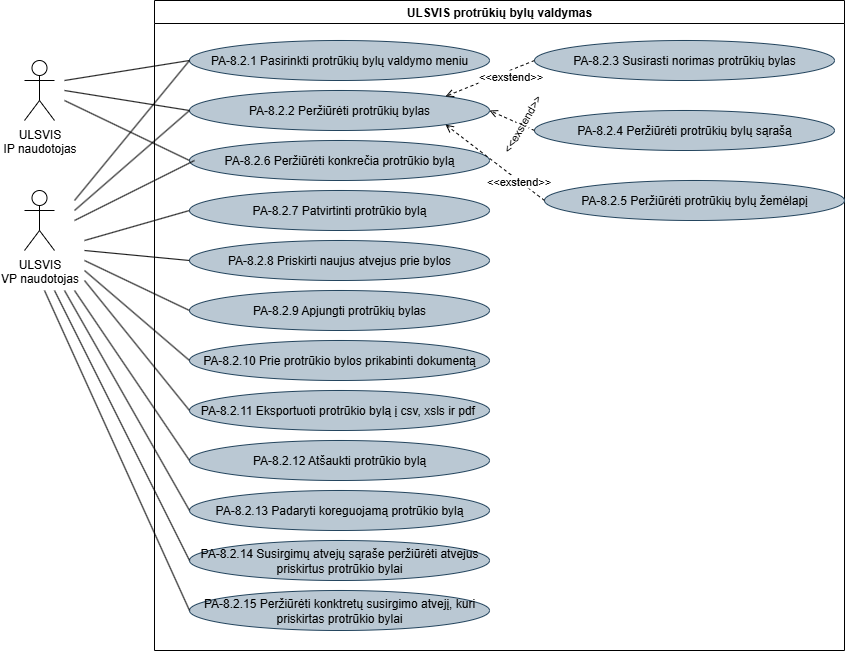 ULSVIS protrūkių bylų valdymas
ULSVIS
IP naudotojas
ULSVIS
VP naudotojas
PA-8.2.1 Pasirinkti protrūkių bylų valdymo meniu
PA-8.2.2 Peržiūrėti protrūkių bylas
PA-8.2.6 Peržiūrėti konkrečia protrūkio bylą
PA-8.2.7 Patvirtinti protrūkio bylą
PA-8.2.8 Priskirti naujus atvejus prie bylos
PA-8.2.9 Apjungti protrūkių bylas
PA-8.2.10 Prie protrūkio bylos prikabinti dokumentą
PA-8.2.11 Eksportuoti protrūkio bylą į csv, xsls ir pdf
PA-8.2.12 Atšaukti protrūkio bylą
PA-8.2.13 Padaryti koreguojamą protrūkio bylą
PA-8.2.14 Susirgimų atvejų sąraše peržiūrėti atvejus
priskirtus protrūkio bylai
PA-8.2.15 Peržiūrėti konktretų susirgimo atvejį, kuri
priskirtas protrūkio bylai
<<exstend>>
<<exstend>>
<<exstend>>
PA-8.2.3 Susirasti norimas protrūkio bylas
PA-8.2.4 Peržiūrėti protrūkių bylų sąrašą
PA-8.2.5 Peržiūrėti protrūkių bylų žemėlapį